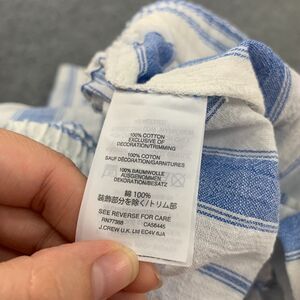 100% COTTON
EXCLUSIVE OF
DECORATION/TRIMMING
100% COTON
SAUF DÉCORATION/GARNITURES
100% BAUMWOLLE
AUSGENOMMEN
DEKORATION/BESATZ
綿 100%
装飾部分を除く/トリム部
SEE REVERSE FOR CARE
RN77388 CA56445
J.CREW U.K. Ltd EC4V 6JA